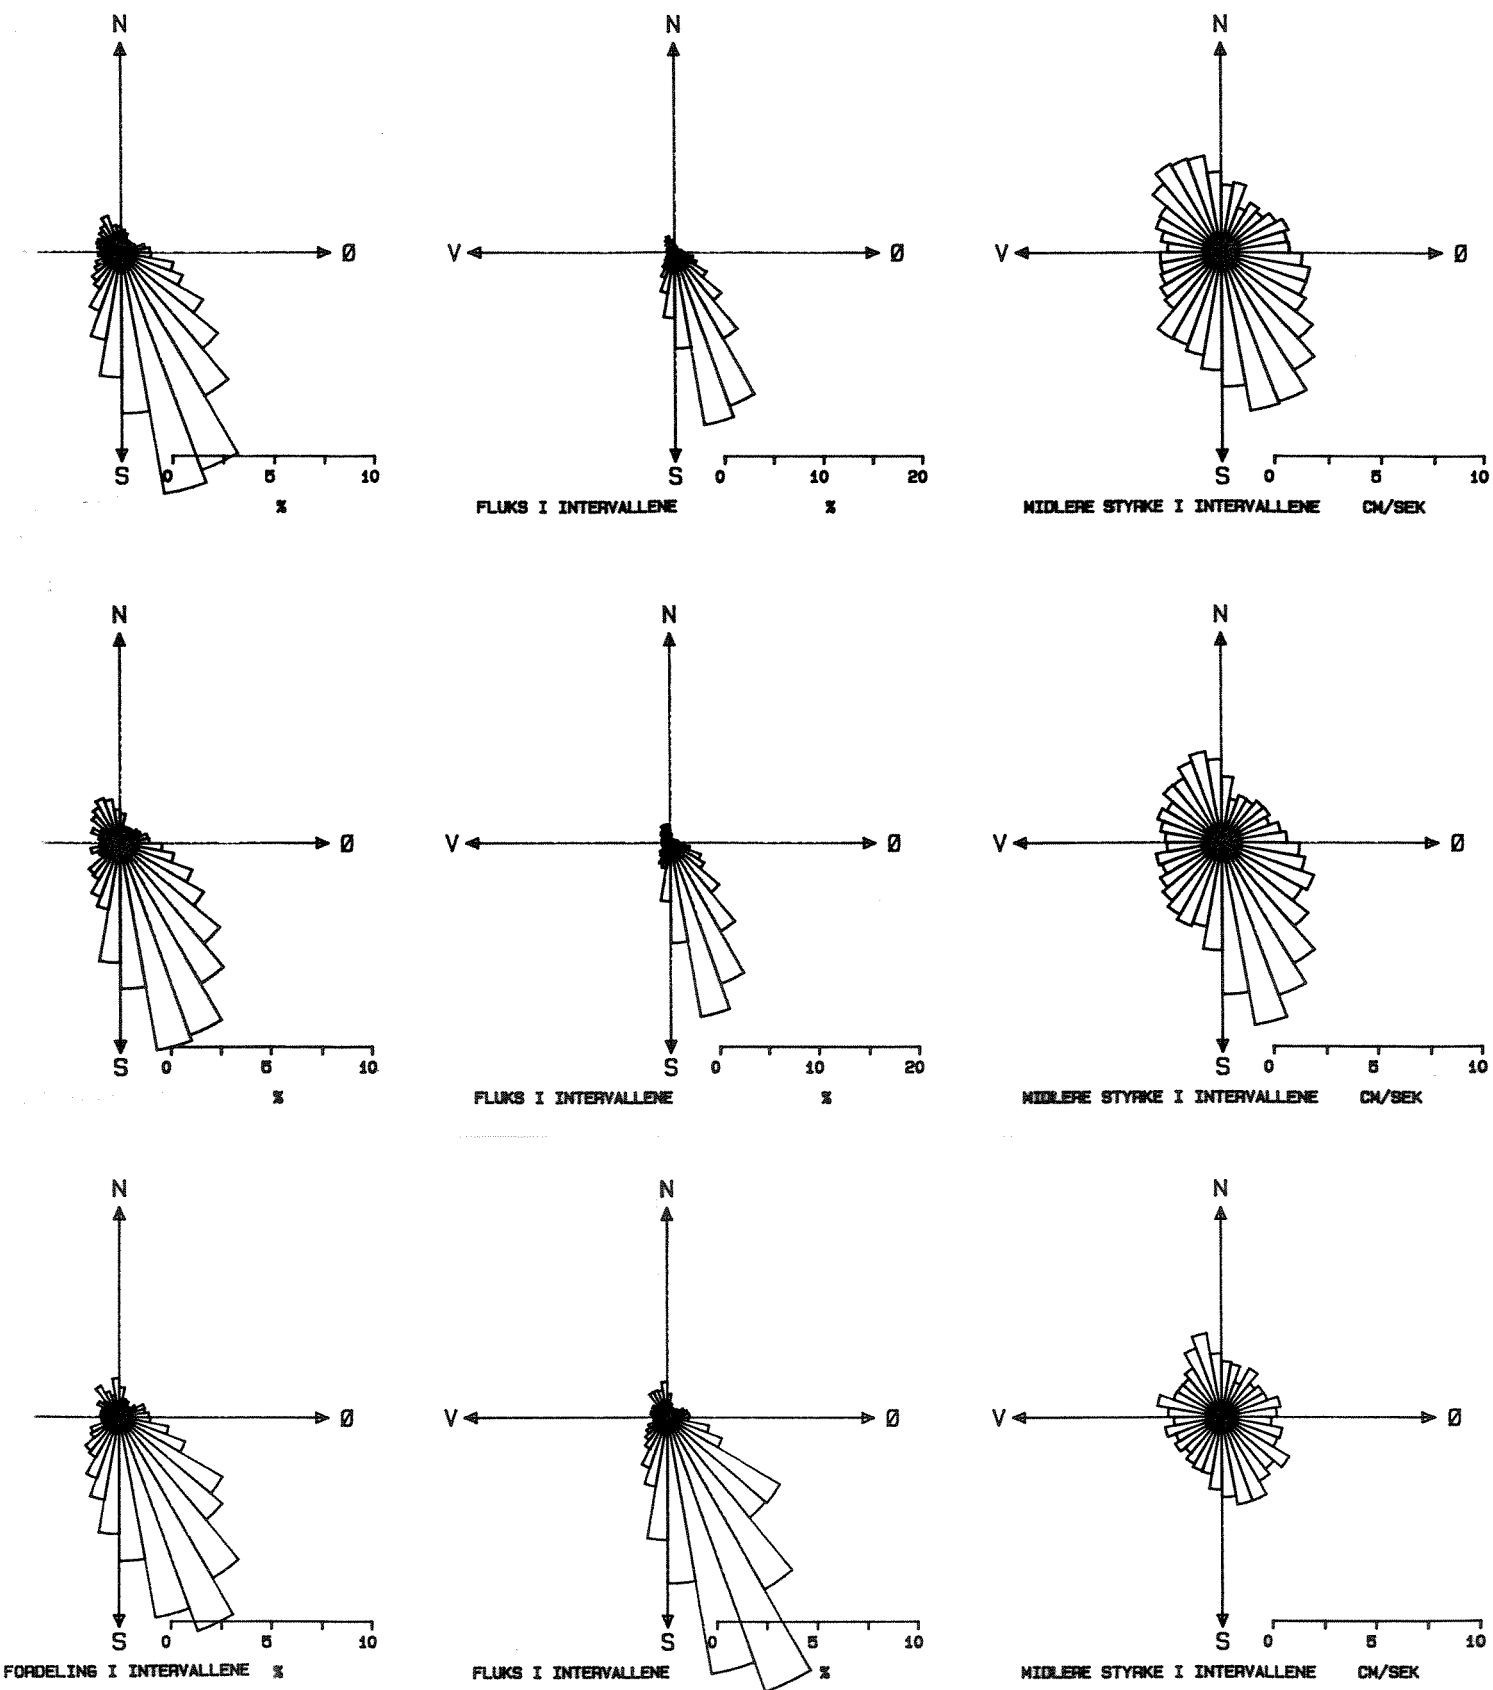 N N N
Ø V Ø V Ø
S 0 5 10 S 0 10 20 S 0 5 10
% FLUKS I INTERVALLENE % MIDLERE STYRKE I INTERVALLENE CM/SEK
N N N
Ø V Ø V Ø
S 0 5 10 S 0 10 20 S 0 5 10
% FLUKS I INTERVALLENE % MIDLERE STYRKE I INTERVALLENE CM/SEK
N N N
Ø V Ø V Ø
S 0 5 10 S 0 5 10 S 0 5 10
FORDELING I INTERVALLENE % FLUKS I INTERVALLENE % MIDLERE STYRKE I INTERVALLENE CM/SEK